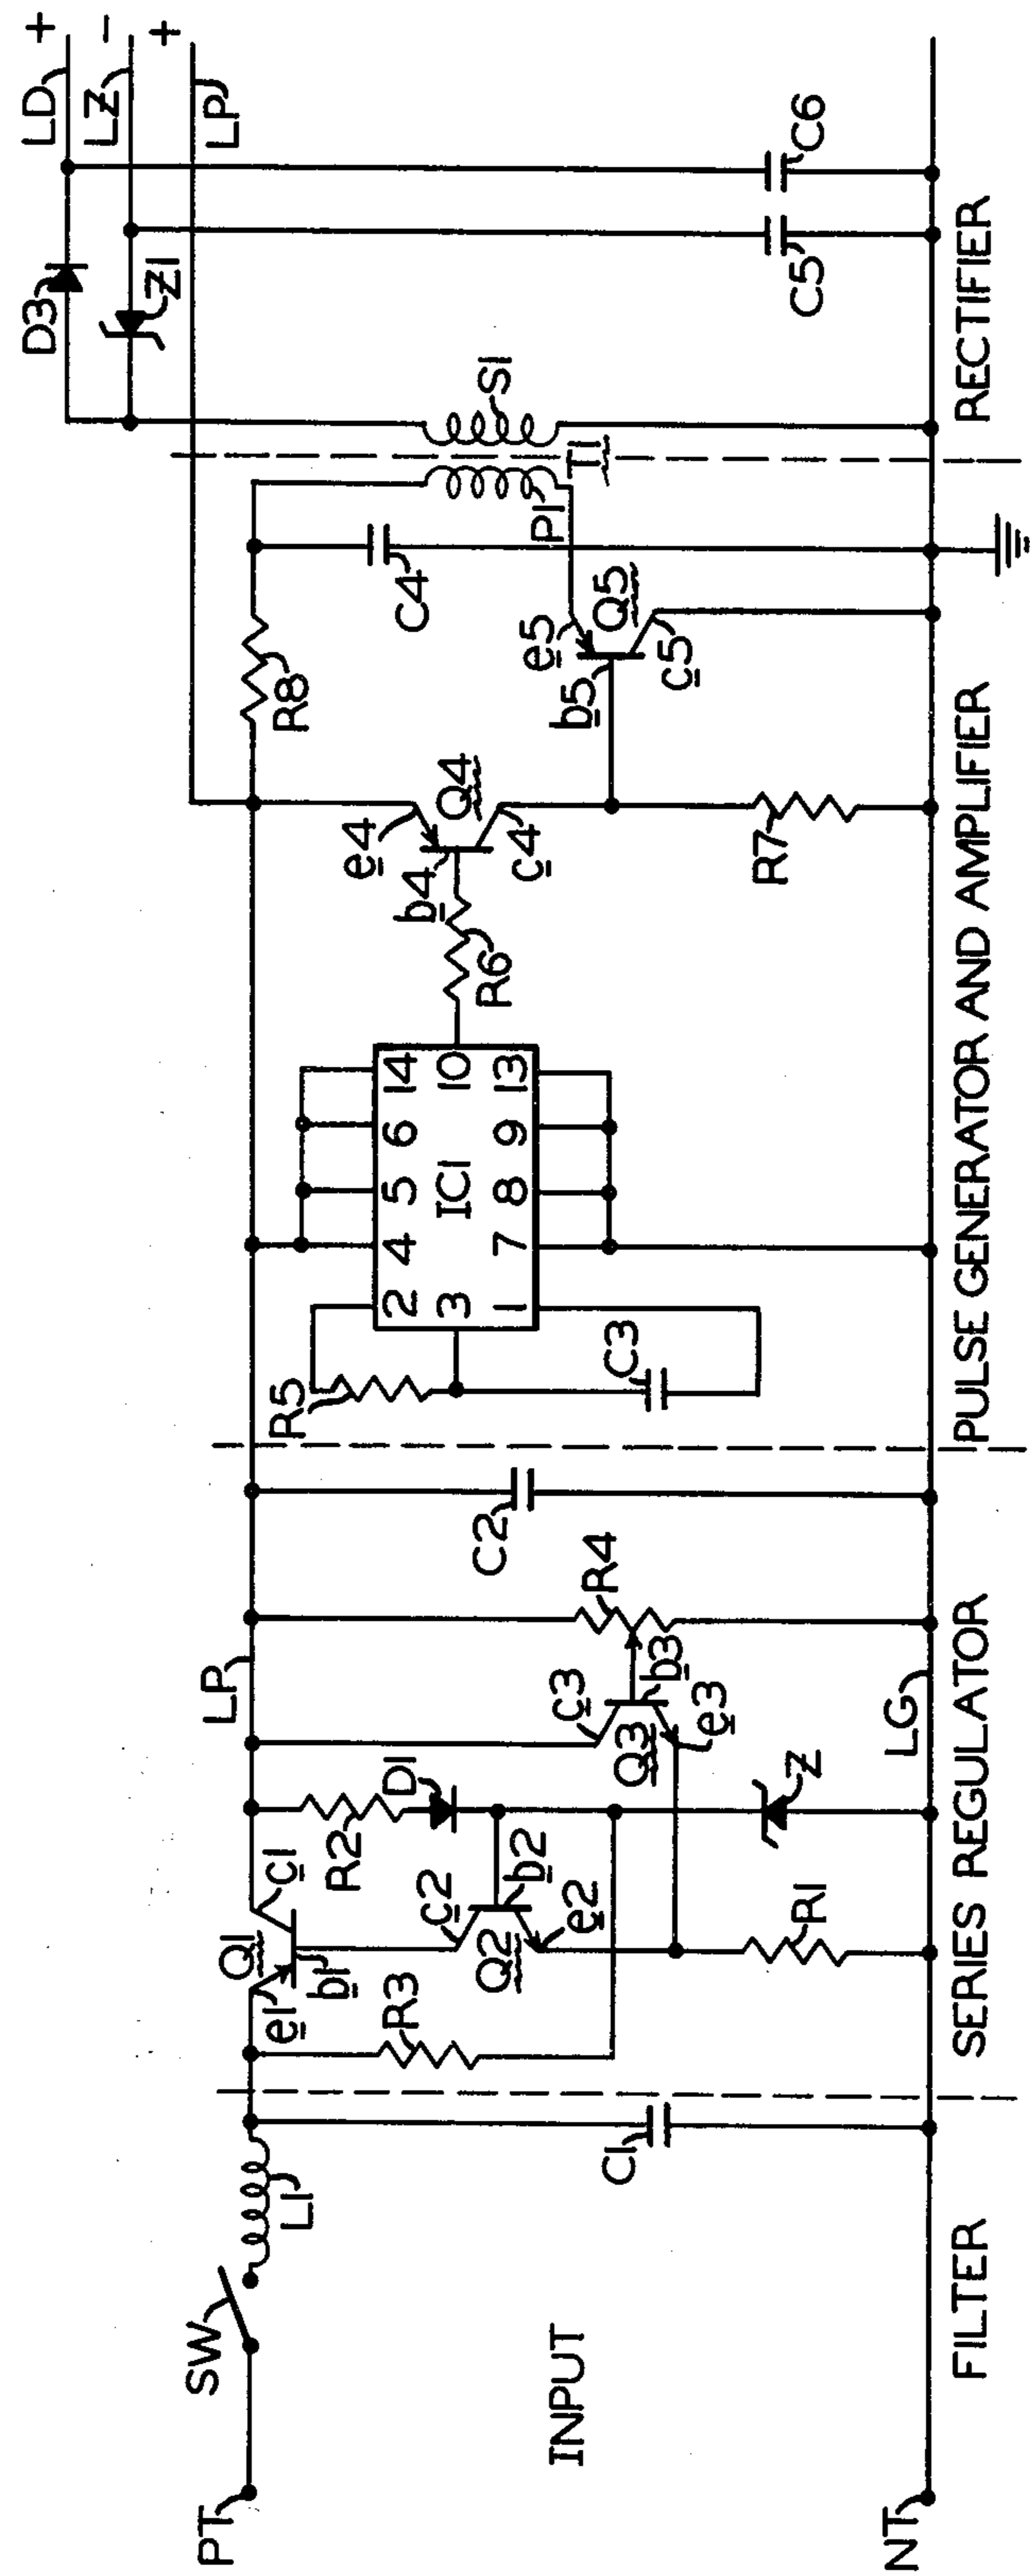 PT
SW
L1
INPUT
C1
NT
FILTER
e1
Q1
b1
c1
R3
R2
D1
c2
Q2
b2
e2
R1
Z
LP
c3
Q3
b3
e3
R4
LG
C2
SERIES REGULATOR
R5
C3
2
3
1
4 5 6 14
IC1
10
7 8 9 13
R6
b4
e4
Q4
c4
R7
R8
C4
b5
e5
Q5
c5
P1
T1
PULSE GENERATOR AND AMPLIFIER
S1
D3
Z1
LD +
LZ −
+
LP
C5
C6
RECTIFIER